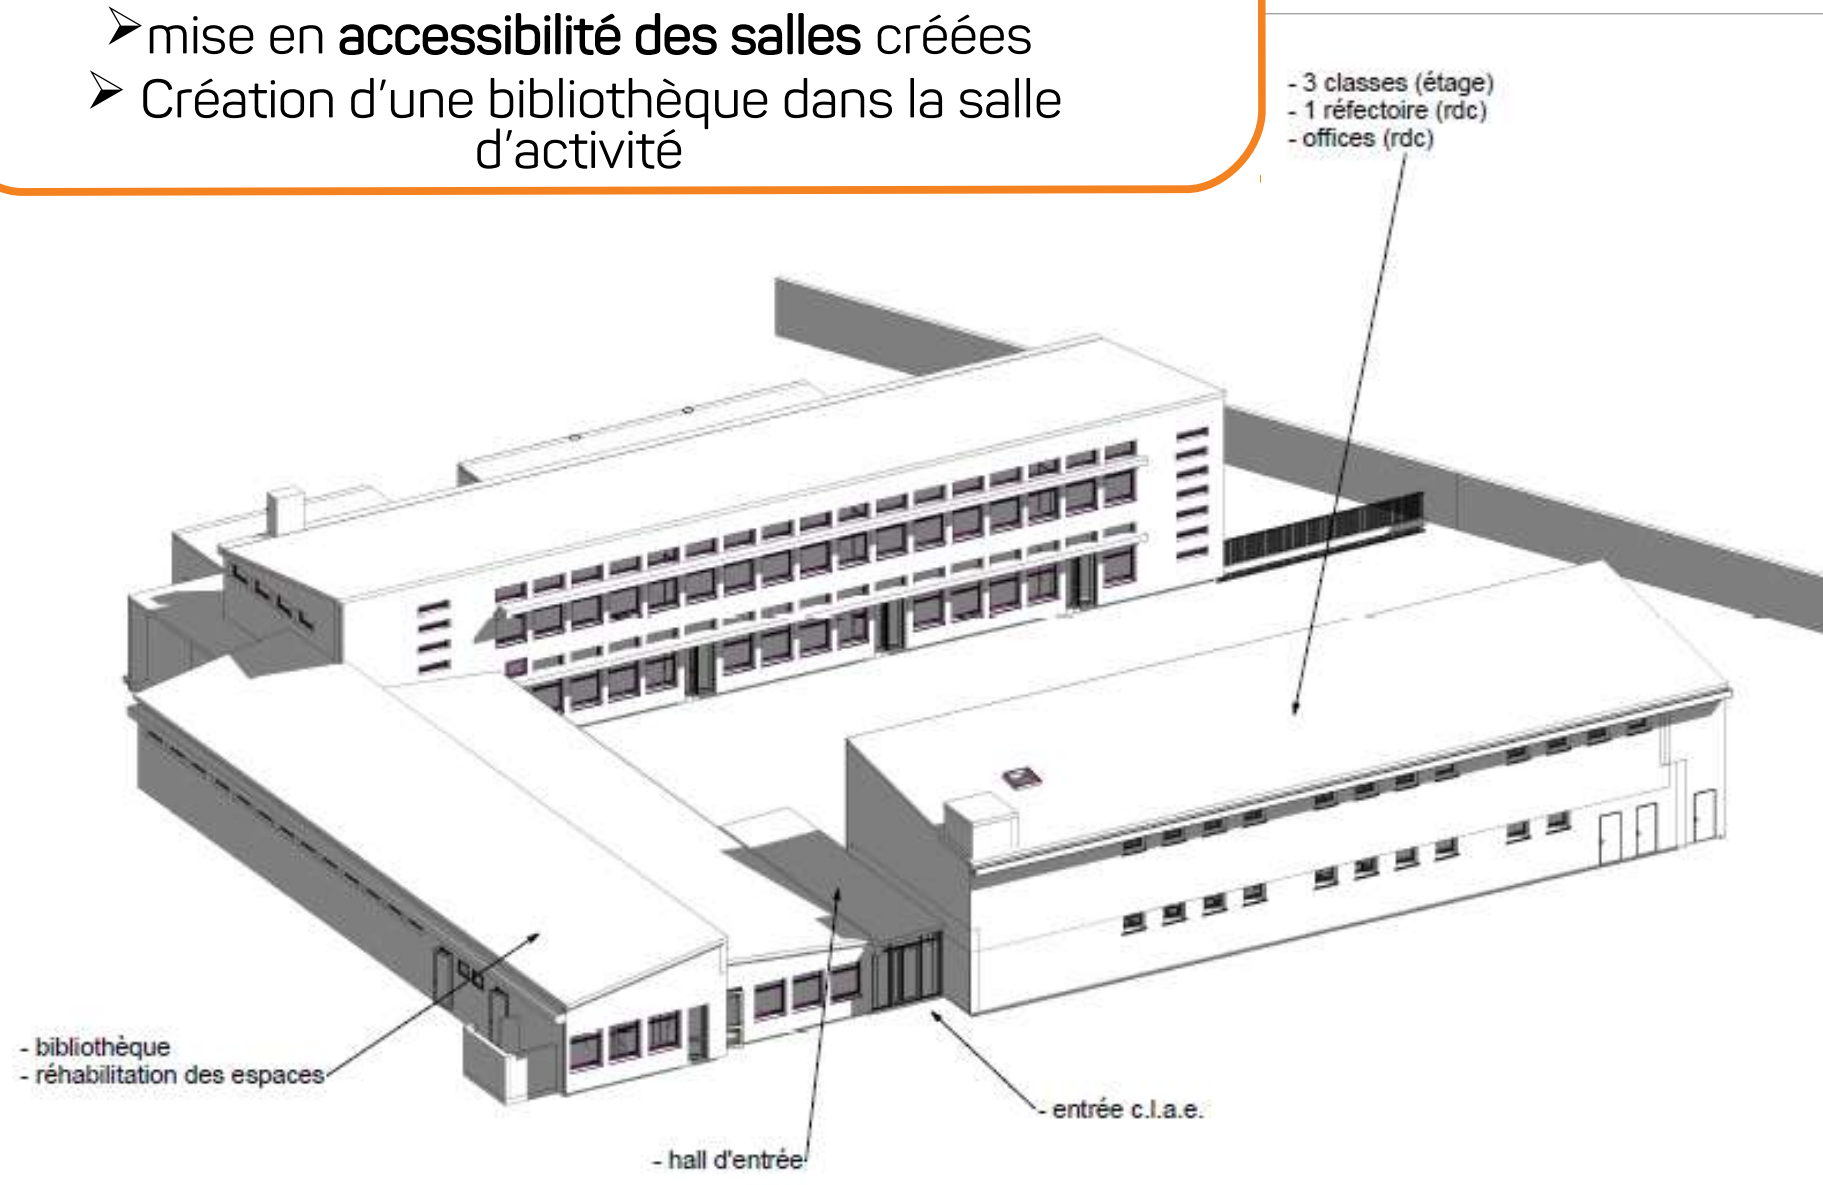 ➢mise en accessibilité des salles créées
➢ Création d'une bibliothèque dans la salle
d'activité
- 3 classes (étage)
- 1 réfectoire (rdc)
- offices (rdc)
- bibliothèque
- réhabilitation des espaces
- entrée c.l.a.e.
- hall d'entrée